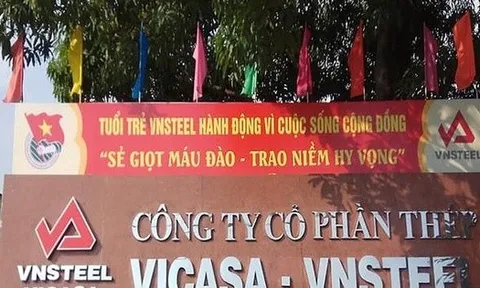 TUỔI TRẺ VNSTEEL HÀNH ĐỘNG VÌ CUỘC SỐNG CỘNG ĐỒNG
"SẺ GIỌT MÁU ĐÀO - TRAO NIỀM HY VỌNG"
VNSTEEL
CÔNG TY CỔ PHẦN THÉP
VNSTEEL
VICASA - VNSTEEL
VICASA